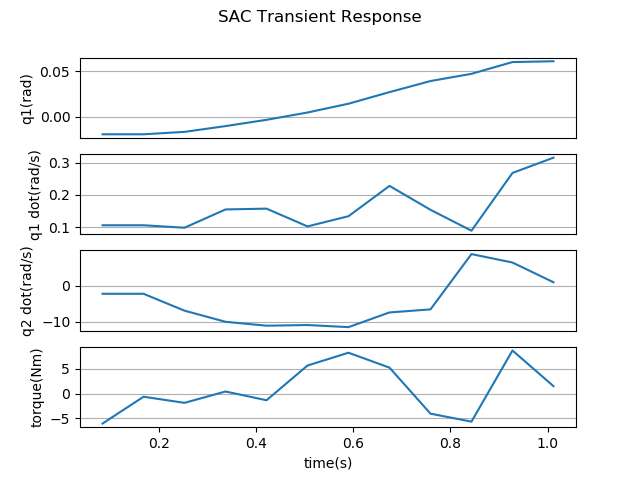 SAC Transient Response
q1(rad)
0.05
0.00
q1 dot(rad/s)
0.3
0.2
0.1
q2 dot(rad/s)
0
−10
torque(Nm)
5
0
−5
0.2 0.4 0.6 0.8 1.0
time(s)